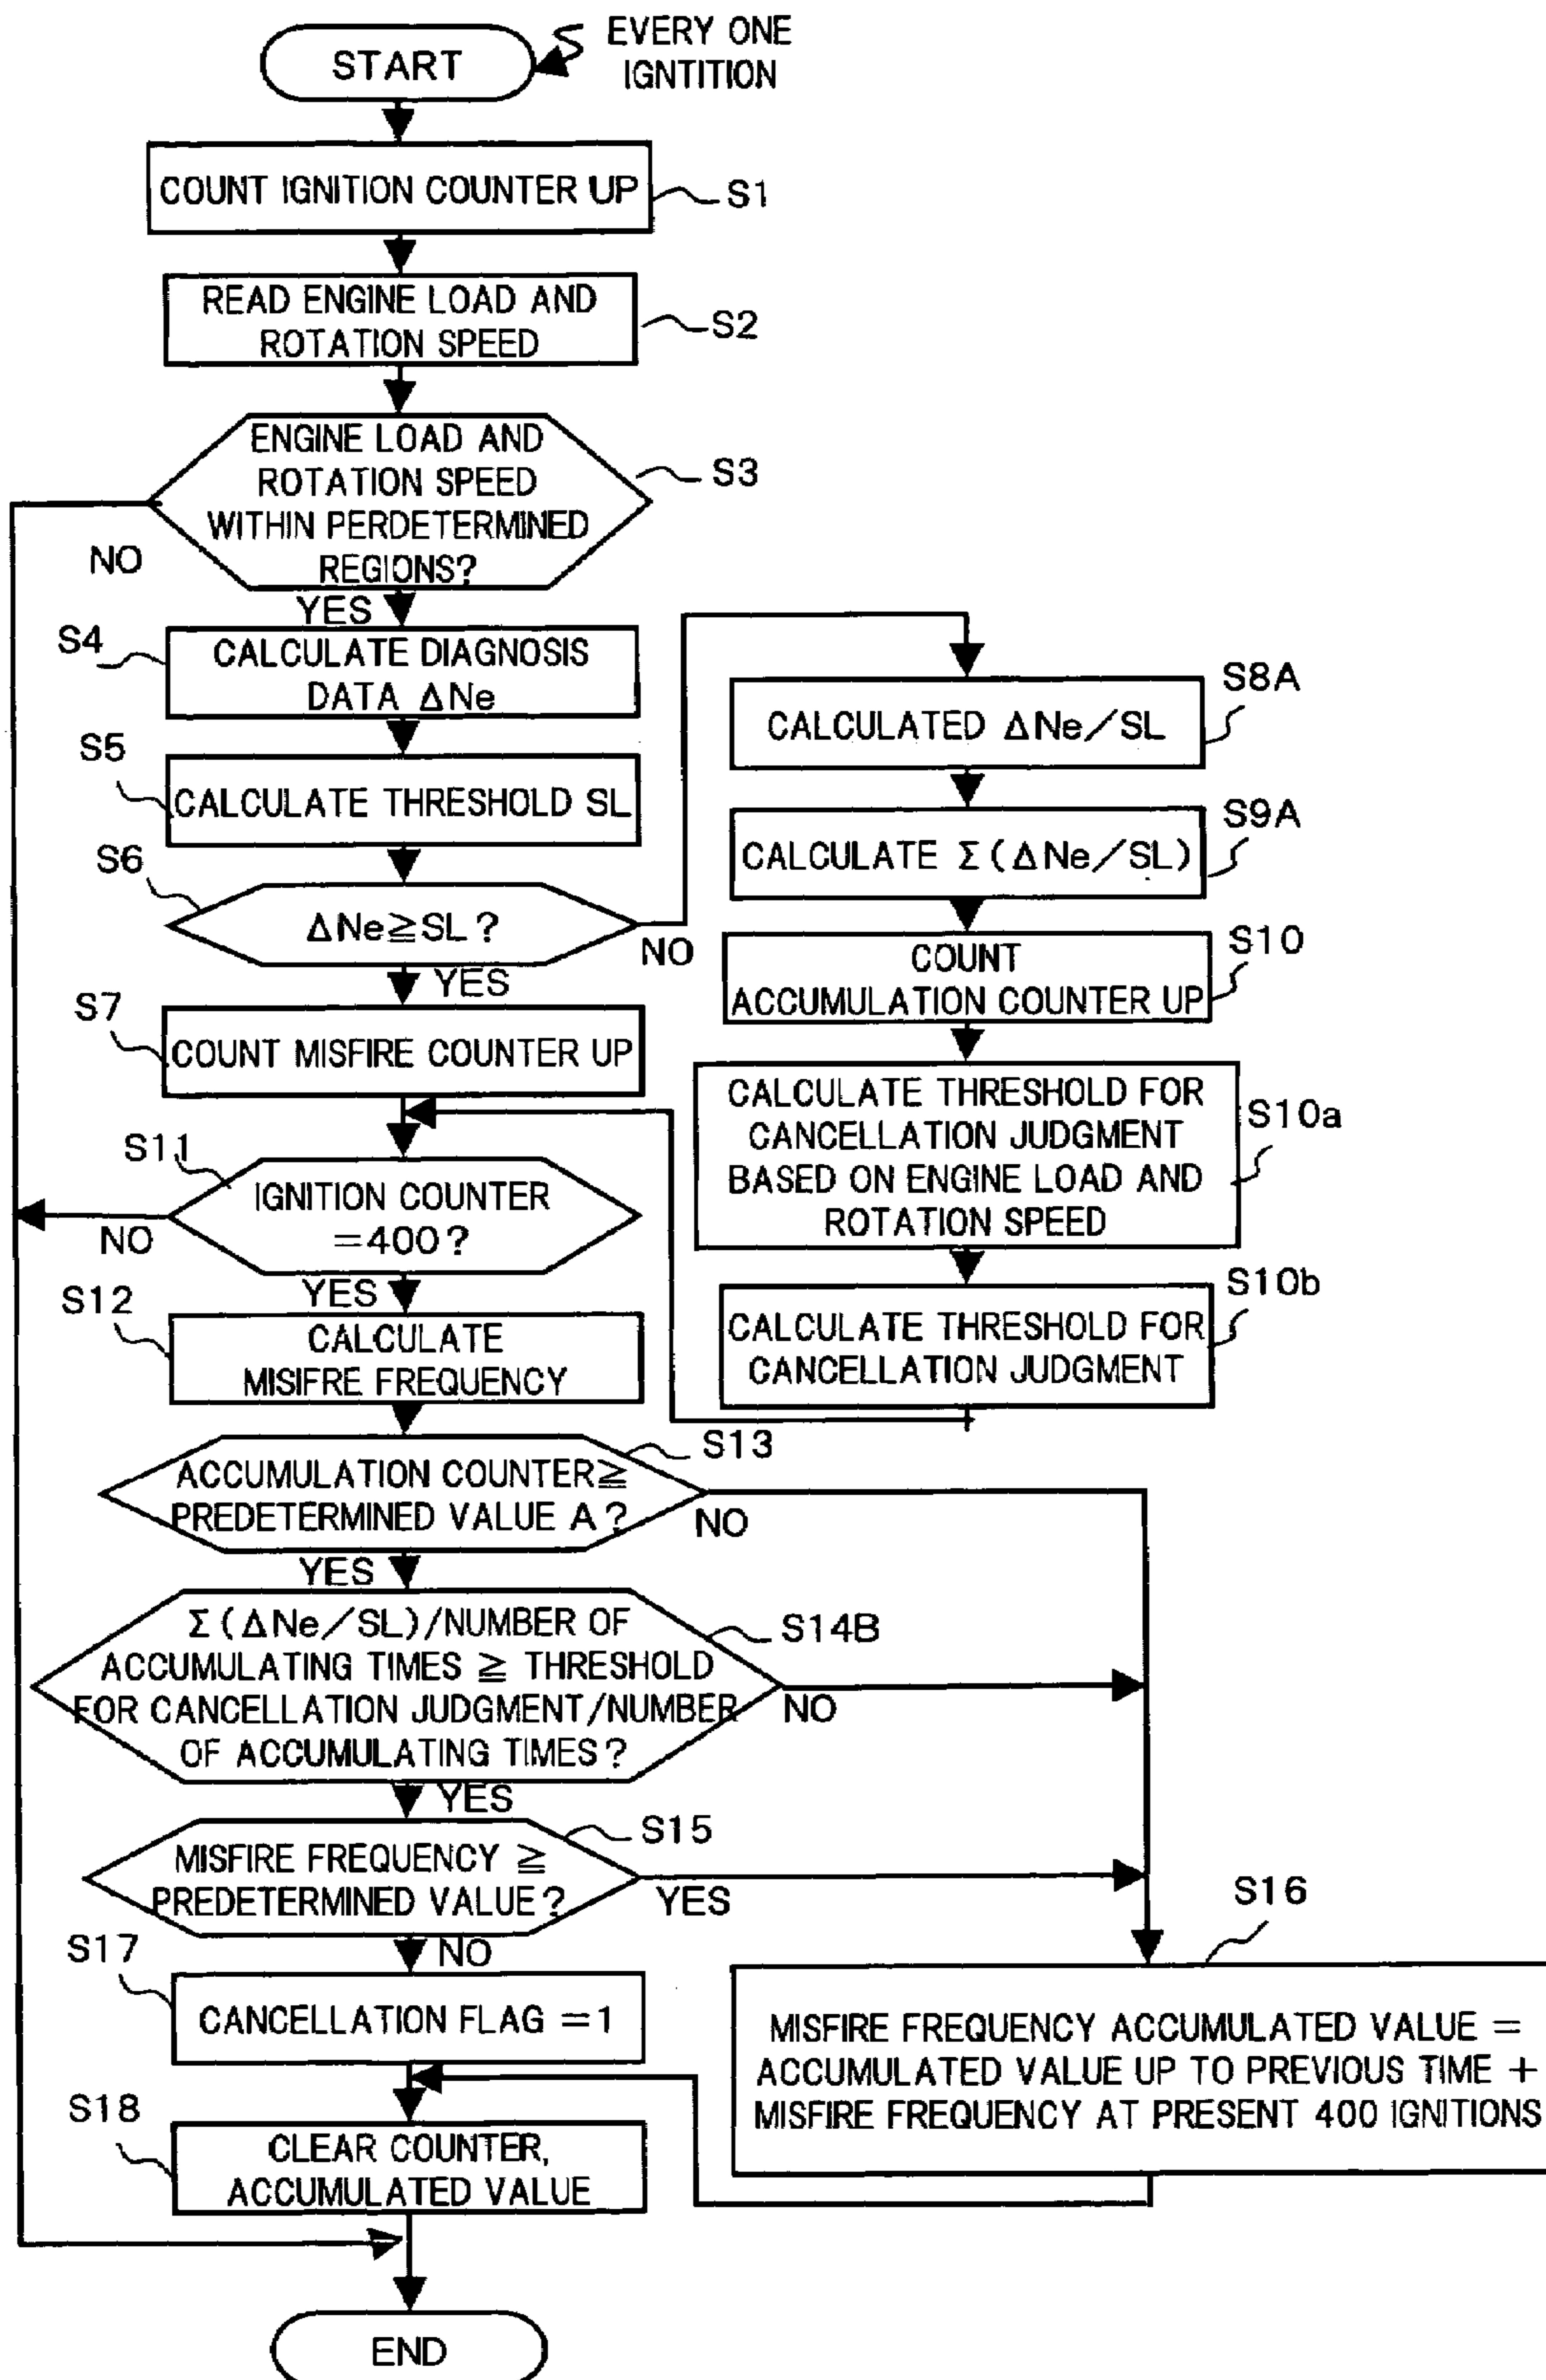 START
EVERY ONE
IGNTITION
COUNT IGNITION COUNTER UP
S1
READ ENGINE LOAD AND
ROTATION SPEED
S2
ENGINE LOAD AND
ROTATION SPEED
WITHIN PERDETERMINED
REGIONS?
S3
NO
YES
S4
CALCULATE DIAGNOSIS
DATA ΔNe
S5
CALCULATE THRESHOLD SL
S6
ΔNe≧SL?
NO
YES
S7
COUNT MISFIRE COUNTER UP
S8A
CALCULATED ΔNe/SL
S9A
CALCULATE Σ(ΔNe/SL)
S10
COUNT
ACCUMULATION COUNTER UP
S10a
CALCULATE THRESHOLD FOR
CANCELLATION JUDGMENT
BASED ON ENGINE LOAD AND
ROTATION SPEED
S10b
CALCULATE THRESHOLD FOR
CANCELLATION JUDGMENT
S11
IGNITION COUNTER
=400?
NO
YES
S12
CALCULATE
MISIFRE FREQUENCY
S13
ACCUMULATION COUNTER≧
PREDETERMINED VALUE A?
NO
YES
S14B
Σ(ΔNe/SL)/NUMBER OF
ACCUMULATING TIMES ≧ THRESHOLD
FOR CANCELLATION JUDGMENT/NUMBER
OF ACCUMULATING TIMES?
NO
YES
S15
MISFIRE FREQUENCY ≧
PREDETERMINED VALUE?
YES
NO
S16
MISFIRE FREQUENCY ACCUMULATED VALUE =
ACCUMULATED VALUE UP TO PREVIOUS TIME +
MISFIRE FREQUENCY AT PRESENT 400 IGNITIONS
S17
CANCELLATION FLAG =1
S18
CLEAR COUNTER,
ACCUMULATED VALUE
END